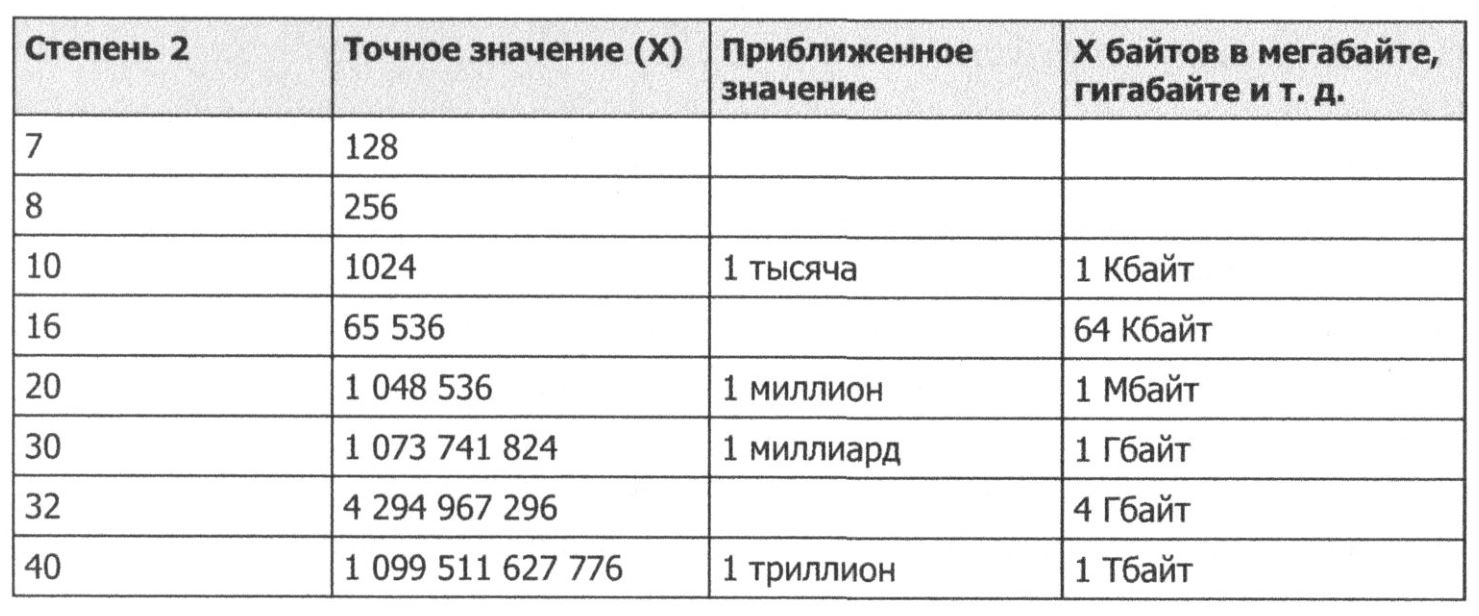 Степень 2 Точное значение (X) Приближенное значение X байтов в мегабайте, гигабайте и т. д.
7 128
8 256
10 1024 1 тысяча 1 Кбайт
16 65 536 64 Кбайт
20 1 048 536 1 миллион 1 Мбайт
30 1 073 741 824 1 миллиард 1 Гбайт
32 4 294 967 296 4 Гбайт
40 1 099 511 627 776 1 триллион 1 Тбайт